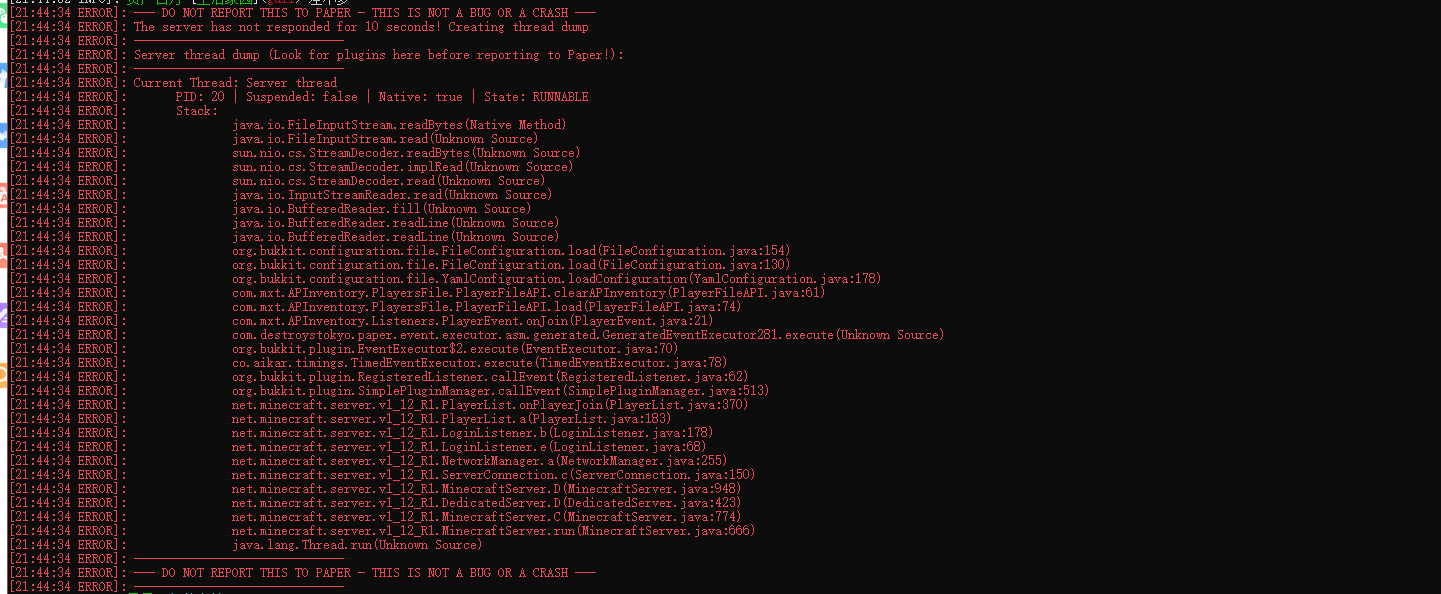 [21:44:34 ERROR]: --- DO NOT REPORT THIS TO PAPER - THIS IS NOT A BUG OR A CRASH ---
[21:44:34 ERROR]: The server has not responded for 10 seconds! Creating thread dump
[21:44:34 ERROR]: ------------------------------
[21:44:34 ERROR]: Server thread dump (Look for plugins here before reporting to Paper!):
[21:44:34 ERROR]: ------------------------------
[21:44:34 ERROR]: Current Thread: Server thread
[21:44:34 ERROR]: PID: 20 | Suspended: false | Native: true | State: RUNNABLE
[21:44:34 ERROR]: Stack:
[21:44:34 ERROR]: java.io.FileInputStream.readBytes(Native Method)
[21:44:34 ERROR]: java.io.FileInputStream.read(Unknown Source)
[21:44:34 ERROR]: sun.nio.cs.StreamDecoder.readBytes(Unknown Source)
[21:44:34 ERROR]: sun.nio.cs.StreamDecoder.implRead(Unknown Source)
[21:44:34 ERROR]: sun.nio.cs.StreamDecoder.read(Unknown Source)
[21:44:34 ERROR]: java.io.InputStreamReader.read(Unknown Source)
[21:44:34 ERROR]: java.io.BufferedReader.fill(Unknown Source)
[21:44:34 ERROR]: java.io.BufferedReader.readLine(Unknown Source)
[21:44:34 ERROR]: java.io.BufferedReader.readLine(Unknown Source)
[21:44:34 ERROR]: org.bukkit.configuration.file.FileConfiguration.load(FileConfiguration.java:154)
[21:44:34 ERROR]: org.bukkit.configuration.file.FileConfiguration.load(FileConfiguration.java:130)
[21:44:34 ERROR]: org.bukkit.configuration.file.YamlConfiguration.loadConfiguration(YamlConfiguration.java:178)
[21:44:34 ERROR]: com.mxt.APInventory.PlayersFile.PlayerFileAPI.clearAPInventory(PlayerFileAPI.java:61)
[21:44:34 ERROR]: com.mxt.APInventory.PlayersFile.PlayerFileAPI.load(PlayerFileAPI.java:74)
[21:44:34 ERROR]: com.mxt.APInventory.Listeners.PlayerEvent.onJoin(PlayerEvent.java:21)
[21:44:34 ERROR]: com.destroystokyo.paper.event.executor.asm.generated.GeneratedEventExecutor281.execute(Unknown Source)
[21:44:34 ERROR]: org.bukkit.plugin.EventExecutor$2.execute(EventExecutor.java:70)
[21:44:34 ERROR]: co.aikar.timings.TimedEventExecutor.execute(TimedEventExecutor.java:78)
[21:44:34 ERROR]: org.bukkit.plugin.RegisteredListener.callEvent(RegisteredListener.java:62)
[21:44:34 ERROR]: org.bukkit.plugin.SimplePluginManager.callEvent(SimplePluginManager.java:513)
[21:44:34 ERROR]: net.minecraft.server.v1_12_R1.PlayerList.onPlayerJoin(PlayerList.java:370)
[21:44:34 ERROR]: net.minecraft.server.v1_12_R1.PlayerList.a(PlayerList.java:183)
[21:44:34 ERROR]: net.minecraft.server.v1_12_R1.LoginListener.b(LoginListener.java:178)
[21:44:34 ERROR]: net.minecraft.server.v1_12_R1.LoginListener.e(LoginListener.java:68)
[21:44:34 ERROR]: net.minecraft.server.v1_12_R1.NetworkManager.a(NetworkManager.java:255)
[21:44:34 ERROR]: net.minecraft.server.v1_12_R1.ServerConnection.c(ServerConnection.java:150)
[21:44:34 ERROR]: net.minecraft.server.v1_12_R1.MinecraftServer.D(MinecraftServer.java:948)
[21:44:34 ERROR]: net.minecraft.server.v1_12_R1.DedicatedServer.D(DedicatedServer.java:423)
[21:44:34 ERROR]: net.minecraft.server.v1_12_R1.MinecraftServer.C(MinecraftServer.java:774)
[21:44:34 ERROR]: net.minecraft.server.v1_12_R1.MinecraftServer.run(MinecraftServer.java:666)
[21:44:34 ERROR]: java.lang.Thread.run(Unknown Source)
[21:44:34 ERROR]: ------------------------------
[21:44:34 ERROR]: --- DO NOT REPORT THIS TO PAPER - THIS IS NOT A BUG OR A CRASH ---
[21:44:34 ERROR]: ------------------------------